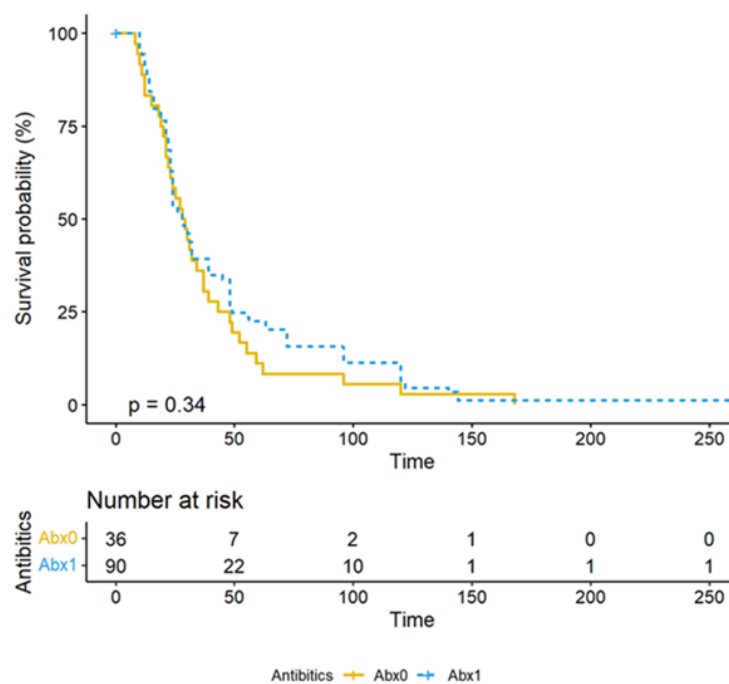 100
75
50
25
0
Survival probability (%)
p = 0.34
0 50 100 150 200 250
Time
Number at risk
Antibitics
Abx0 36 7 2 1 0 0
Abx1 90 22 10 1 1 1
0 50 100 150 200 250
Time
Antibitics Abx0 Abx1